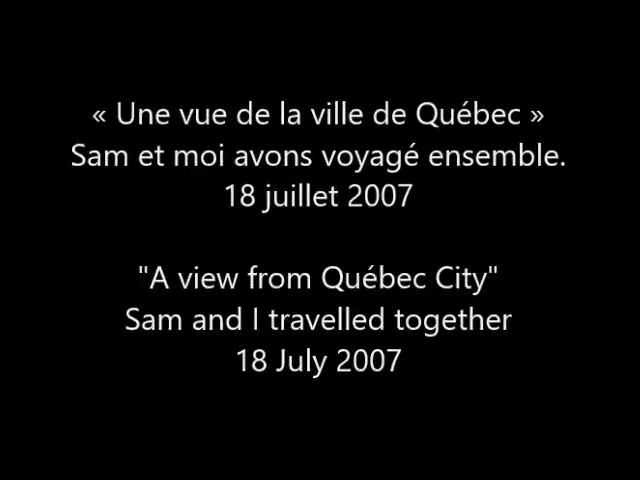 « Une vue de la ville de Québec »
Sam et moi avons voyagé ensemble.
18 juillet 2007
"A view from Québec City"
Sam and I travelled together
18 July 2007